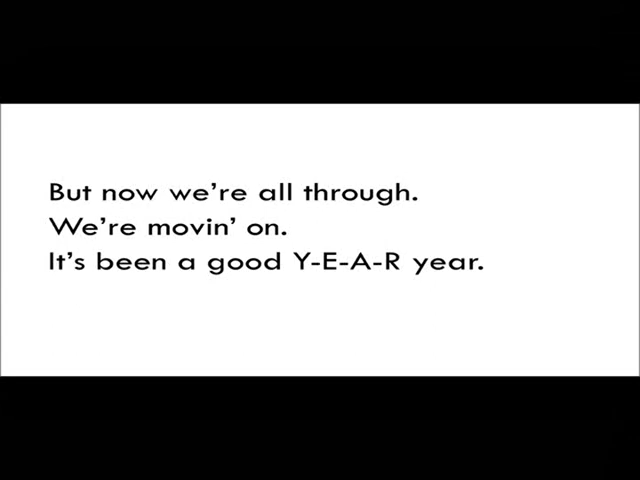 But now we're all through.
We're movin' on.
It's been a good Y-E-A-R year.